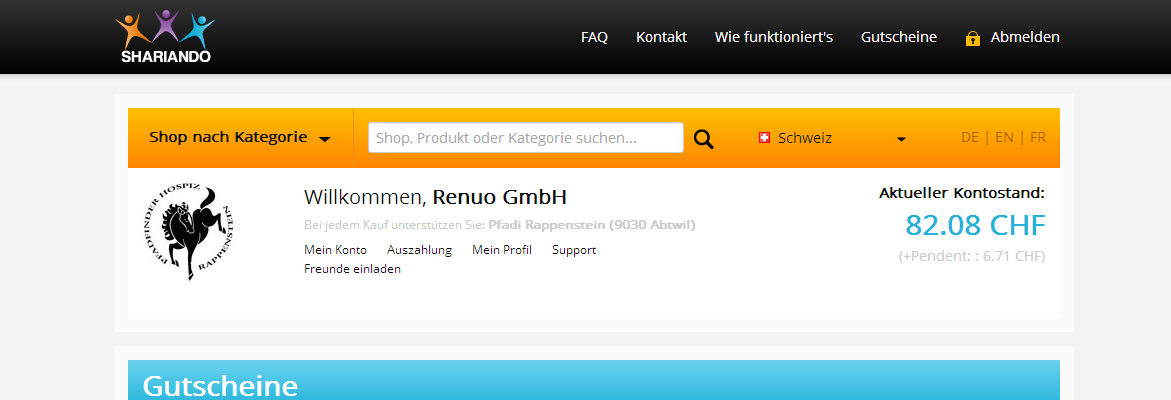 SHARIANDO
FAQ Kontakt Wie funktioniert's Gutscheine Abmelden
Shop nach Kategorie
Shop, Produkt oder Kategorie suchen...
Schweiz
DE | EN | FR
PFADFINDER HOSPIZ RAPPENSTEIN
Willkommen, Renuo GmbH
Bei jedem Kauf unterstützen Sie: Pfadi Rappenstein (9030 Abtwil)
Mein Konto Auszahlung Mein Profil Support
Freunde einladen
Aktueller Kontostand:
82.08 CHF
(+Pendent: : 6.71 CHF)
Gutscheine